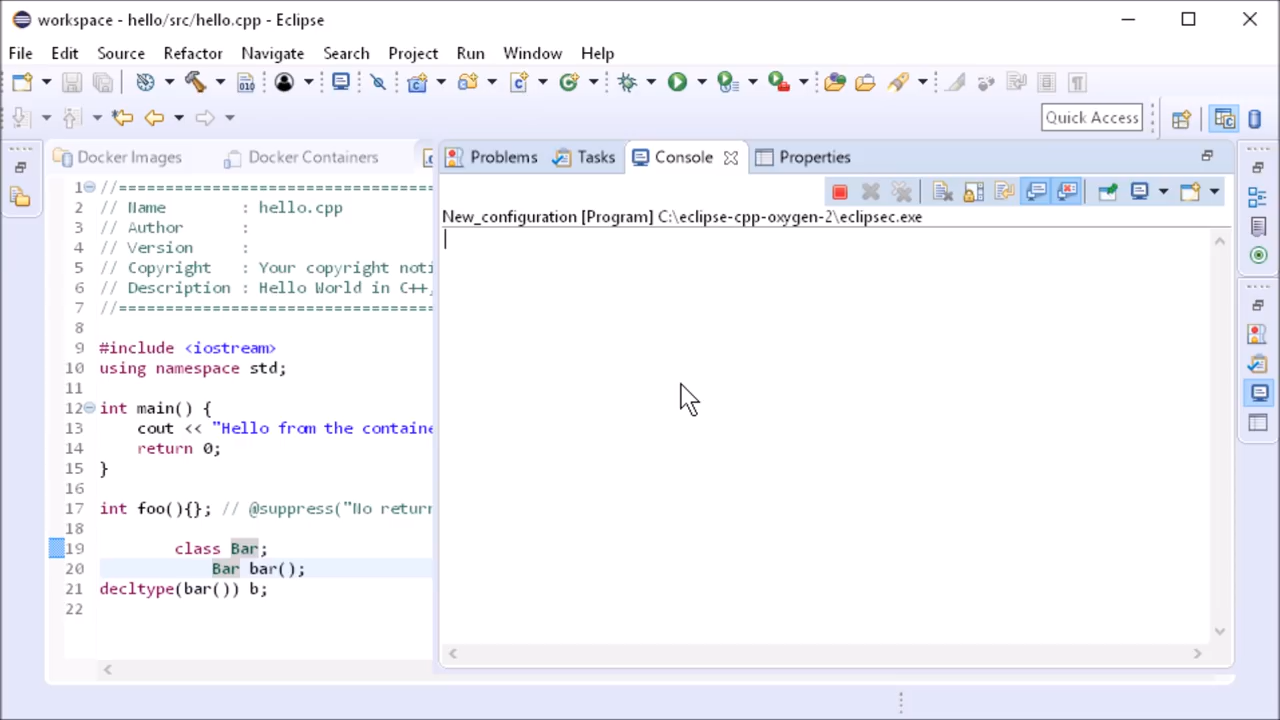 workspace - hello/src/hello.cpp - Eclipse
File Edit Source Refactor Navigate Search Project Run Window Help
Quick Access
Docker Images Docker Containers
1 //==================================
2 // Name : hello.cpp
3 // Author :
4 // Version :
5 // Copyright : Your copyright noti
6 // Description : Hello World in C++,
7 //==================================
8
9 #include <iostream>
10 using namespace std;
11
12 int main() {
13 cout << "Hello from the containe
14 return 0;
15 }
16
17 int foo(){}; // @suppress("No return
18
19 class Bar;
20 Bar bar();
21 decltype(bar()) b;
22
Problems Tasks Console Properties
New_configuration [Program] C:\eclipse-cpp-oxygen-2\eclipsec.exe